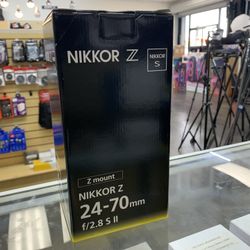 NIKKOR Z
NIKKOR
S
Z mount
NIKKOR Z
24-70mm
f/2.8 S II